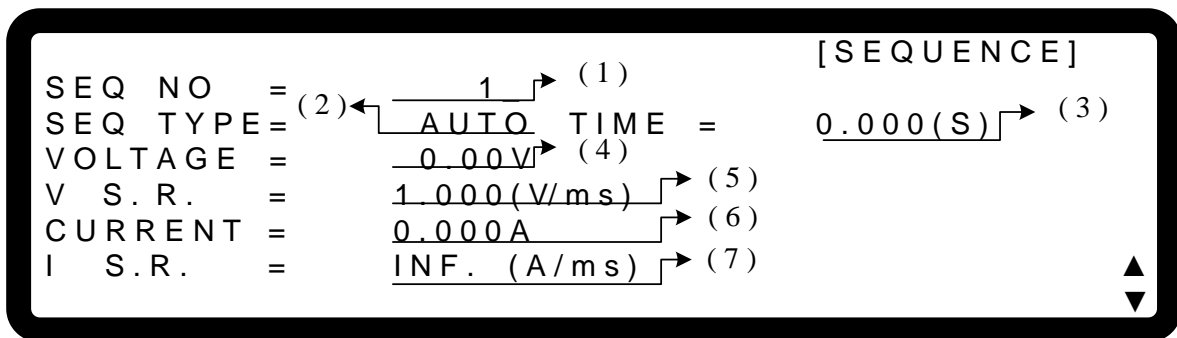 [SEQUENCE]
SEQ NO = 1_ (1)
SEQ TYPE= (2) AUTO TIME = 0.000(S) (3)
VOLTAGE = 0.00V (4)
V S.R. = 1.000(V/ms) (5)
CURRENT = 0.000A (6)
I S.R. = INF. (A/ms) (7)
▲
▼